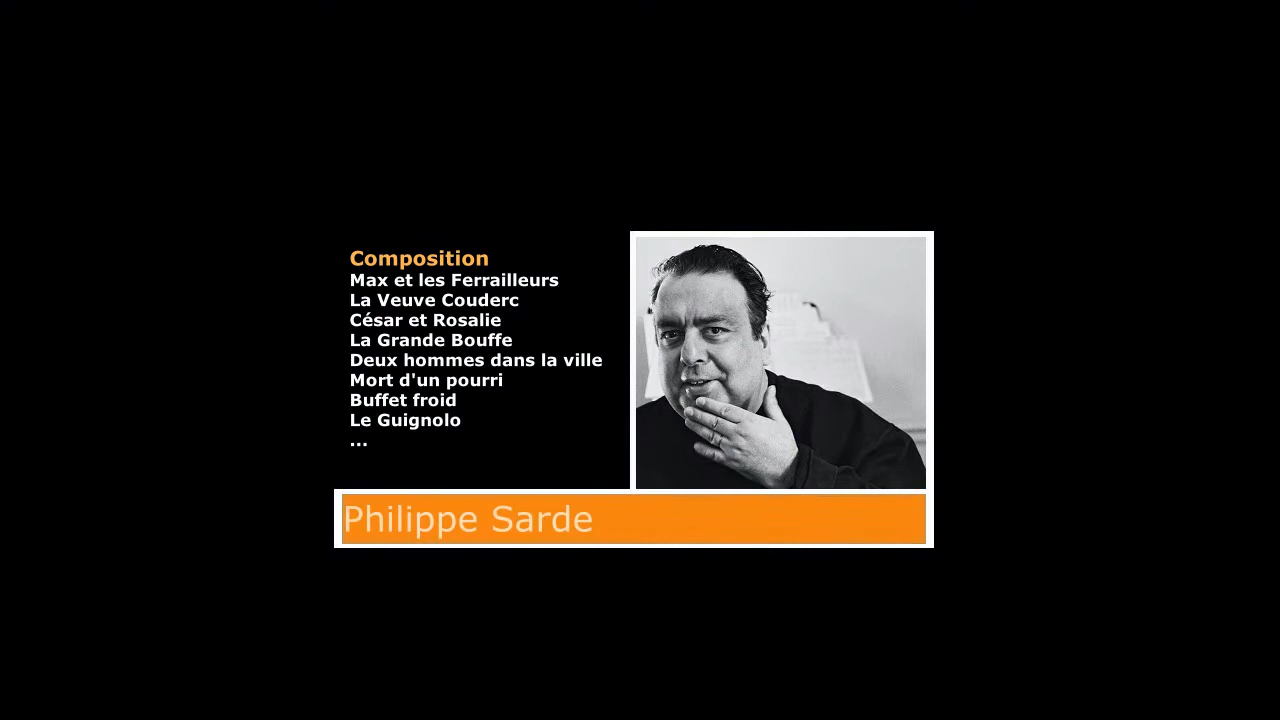 Composition
Max et les Ferrailleurs
La Veuve Couderc
César et Rosalie
La Grande Bouffe
Deux hommes dans la ville
Mort d'un pourri
Buffet froid
Le Guignolo
...
Philippe Sarde